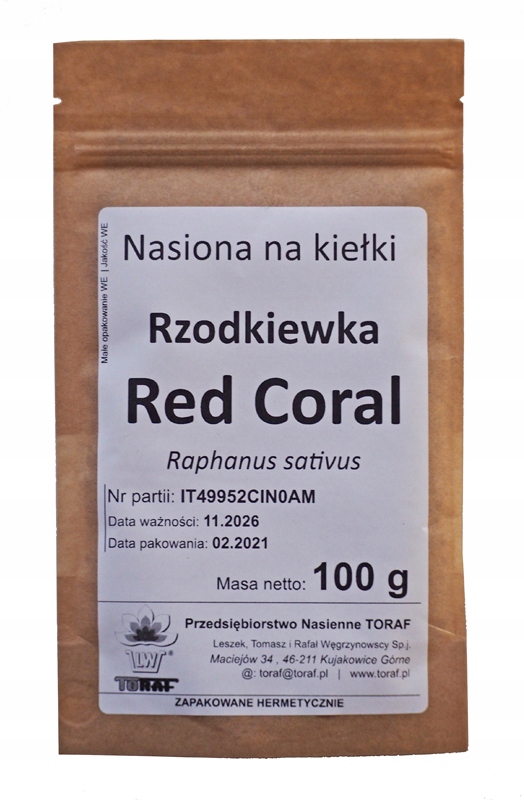 Małe opakowanie WE | Jakość WE
Nasiona na kiełki
Rzodkiewka
Red Coral
Raphanus sativus
Nr partii: IT49952CIN0AM
Data ważności: 11.2026
Data pakowania: 02.2021
Masa netto: 100 g
Przedsiębiorstwo Nasienne TORAF
Leszek, Tomasz i Rafał Węgrzynowscy Sp.j.
Maciejów 34 , 46-211 Kujakowice Górne
@: toraf@toraf.pl | www.toraf.pl
LWT®
TORAF
ZAPAKOWANE HERMETYCZNIE